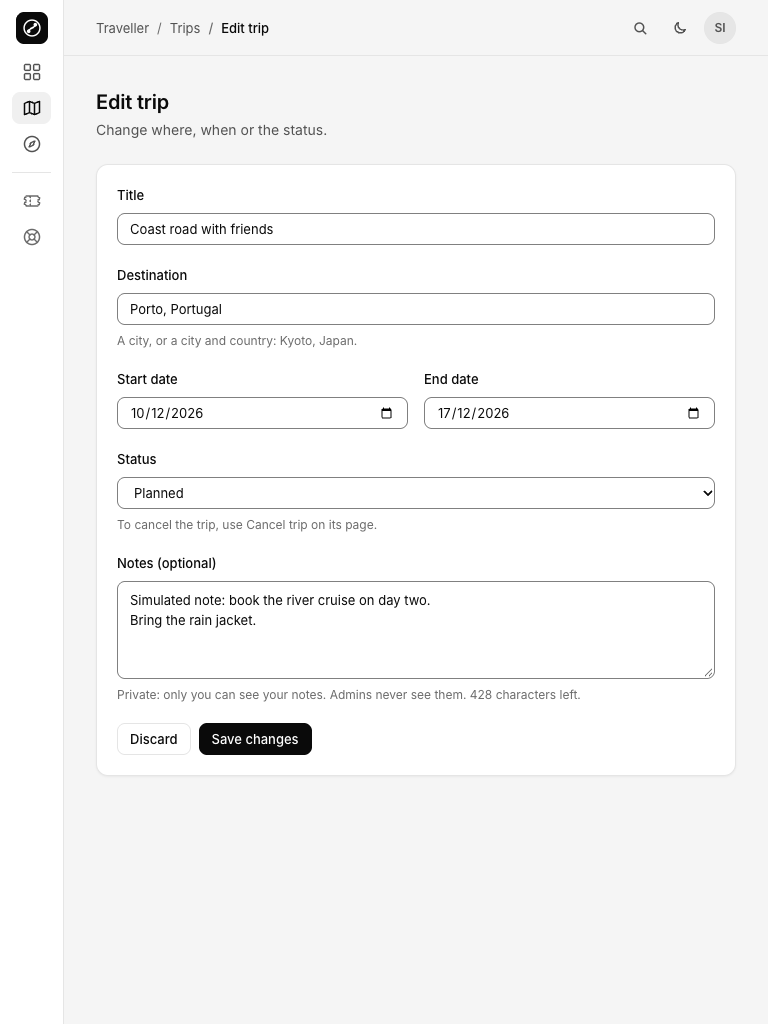 Traveller / Trips / Edit trip
SI
Edit trip
Change where, when or the status.
Title
Coast road with friends
Destination
Porto, Portugal
A city, or a city and country: Kyoto, Japan.
Start date
End date
10/12/2026
17/12/2026
Status
Planned
To cancel the trip, use Cancel trip on its page.
Notes (optional)
Simulated note: book the river cruise on day two.
Bring the rain jacket.
Private: only you can see your notes. Admins never see them. 428 characters left.
Discard
Save changes